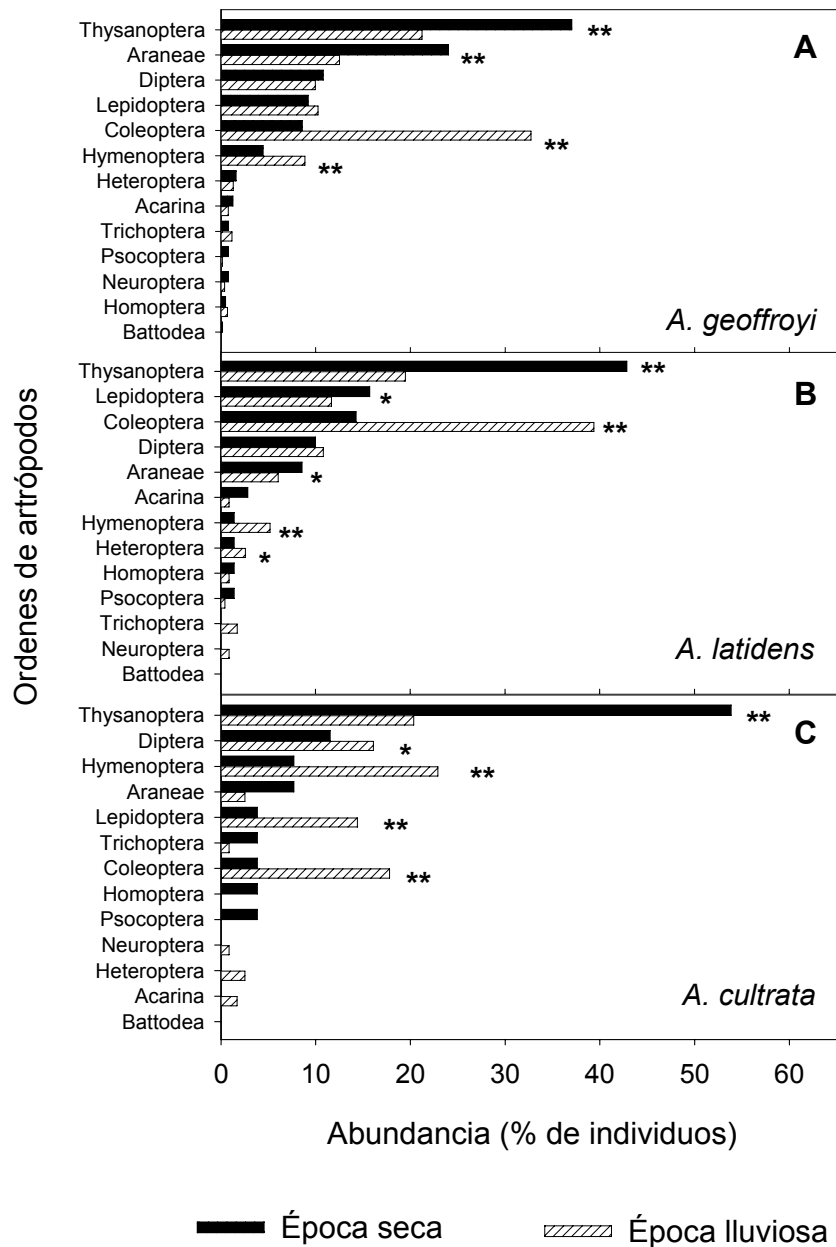 Ordenes de artrópodos
Thysanoptera **
A
Araneae **
Diptera
Lepidoptera
Coleoptera **
Hymenoptera **
Heteroptera
Acarina
Trichoptera
Psocoptera
Neuroptera
Homoptera
Battodea
A. geoffroyi
Thysanoptera **
B
Lepidoptera *
Coleoptera **
Diptera
Araneae *
Acarina
Hymenoptera **
Heteroptera *
Homoptera
Psocoptera
Trichoptera
Neuroptera
Battodea
A. latidens
Thysanoptera **
C
Diptera *
Hymenoptera **
Araneae
Lepidoptera **
Trichoptera
Coleoptera **
Homoptera
Psocoptera
Neuroptera
Heteroptera
Acarina
Battodea
A. cultrata
0 10 20 30 40 50 60
Abundancia (% de individuos)
Época seca Época lluviosa